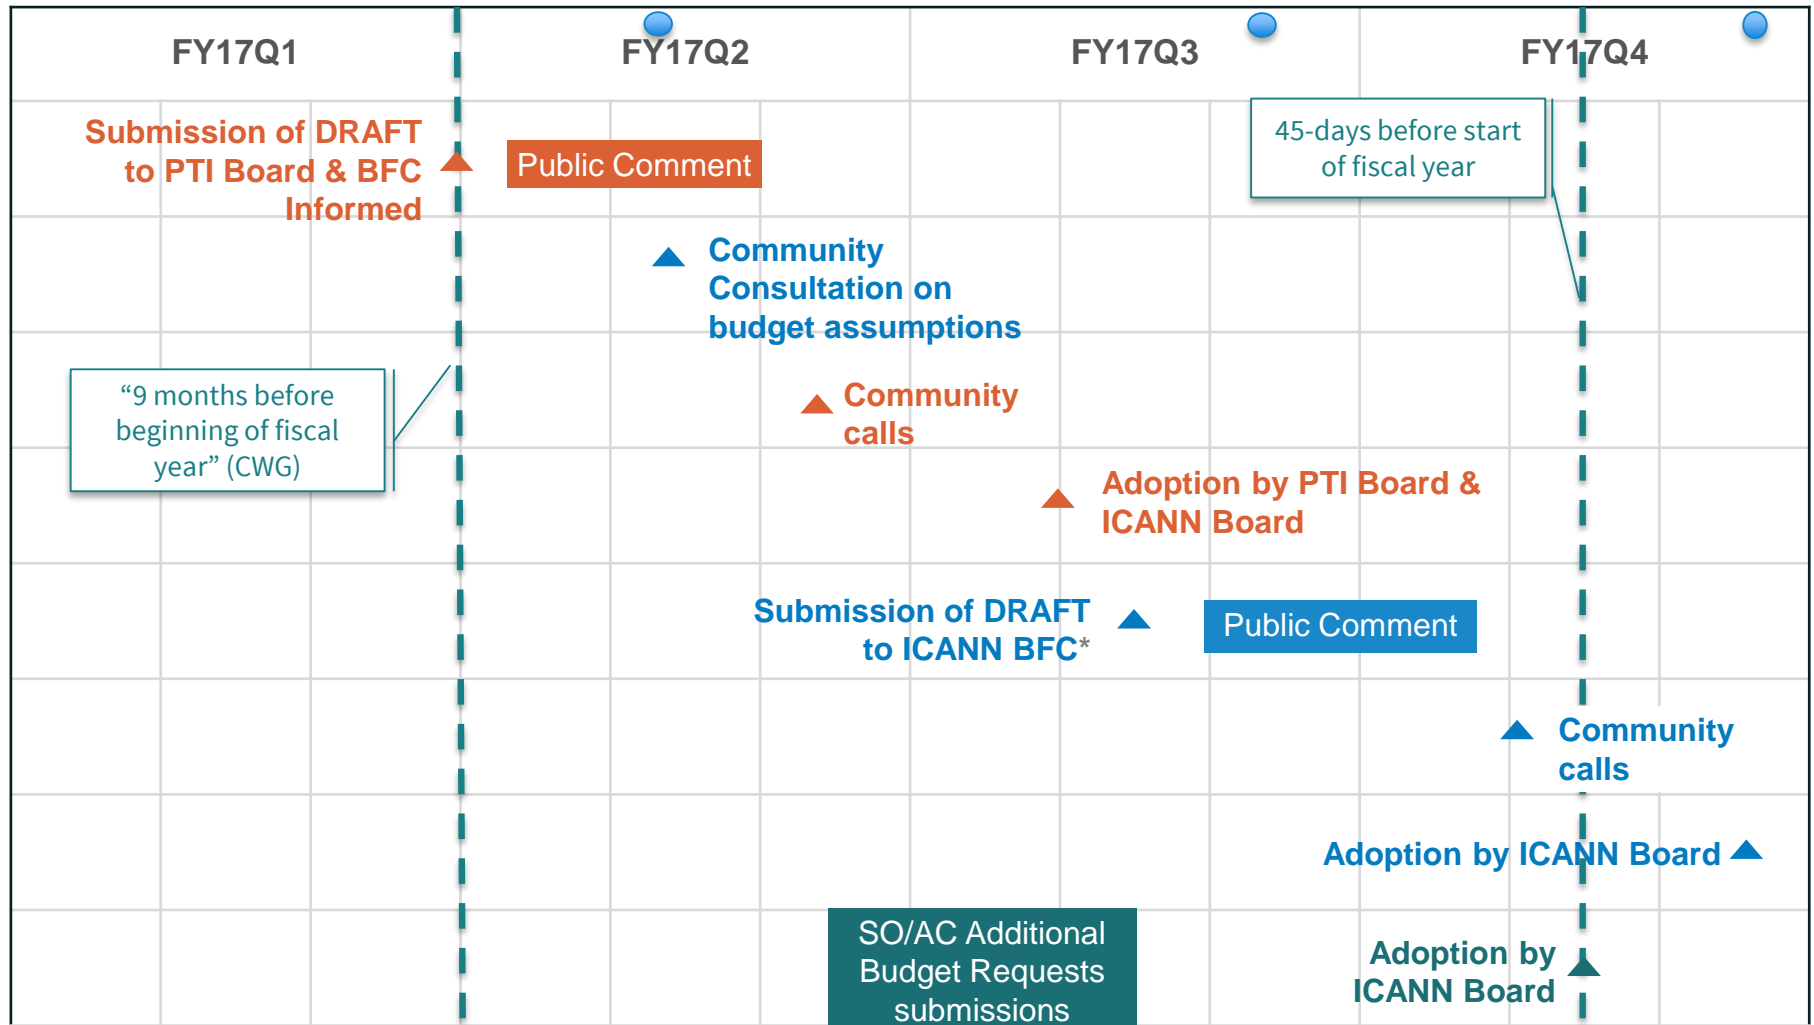 FY17Q1
FY17Q2
FY17Q3
FY17Q4
Submission of DRAFT
to PTI Board & BFC
Informed
Public Comment
45-days before start
of fiscal year
Community
Consultation on
budget assumptions
“9 months before
beginning of fiscal
year” (CWG)
Community
calls
Adoption by PTI Board &
ICANN Board
Submission of DRAFT
to ICANN BFC*
Public Comment
Community
calls
Adoption by ICANN Board
SO/AC Additional
Budget Requests
submissions
Adoption by
ICANN Board